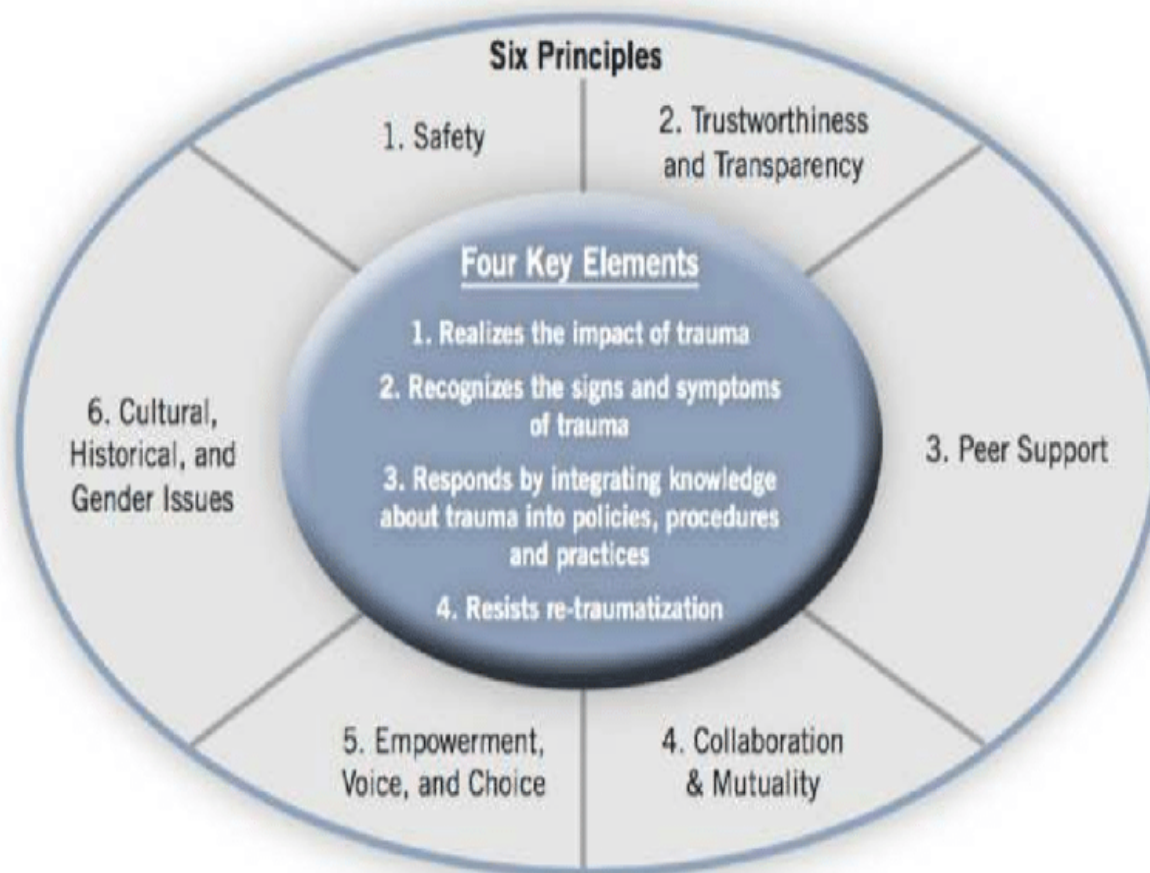 Six Principles
1. Safety
2. Trustworthiness
and Transparency
3. Peer Support
4. Collaboration
& Mutuality
5. Empowerment,
Voice, and Choice
6. Cultural,
Historical, and
Gender Issues
Four Key Elements
1. Realizes the impact of trauma
2. Recognizes the signs and symptoms
of trauma
3. Responds by integrating knowledge
about trauma into policies, procedures
and practices
4. Resists re-traumatization